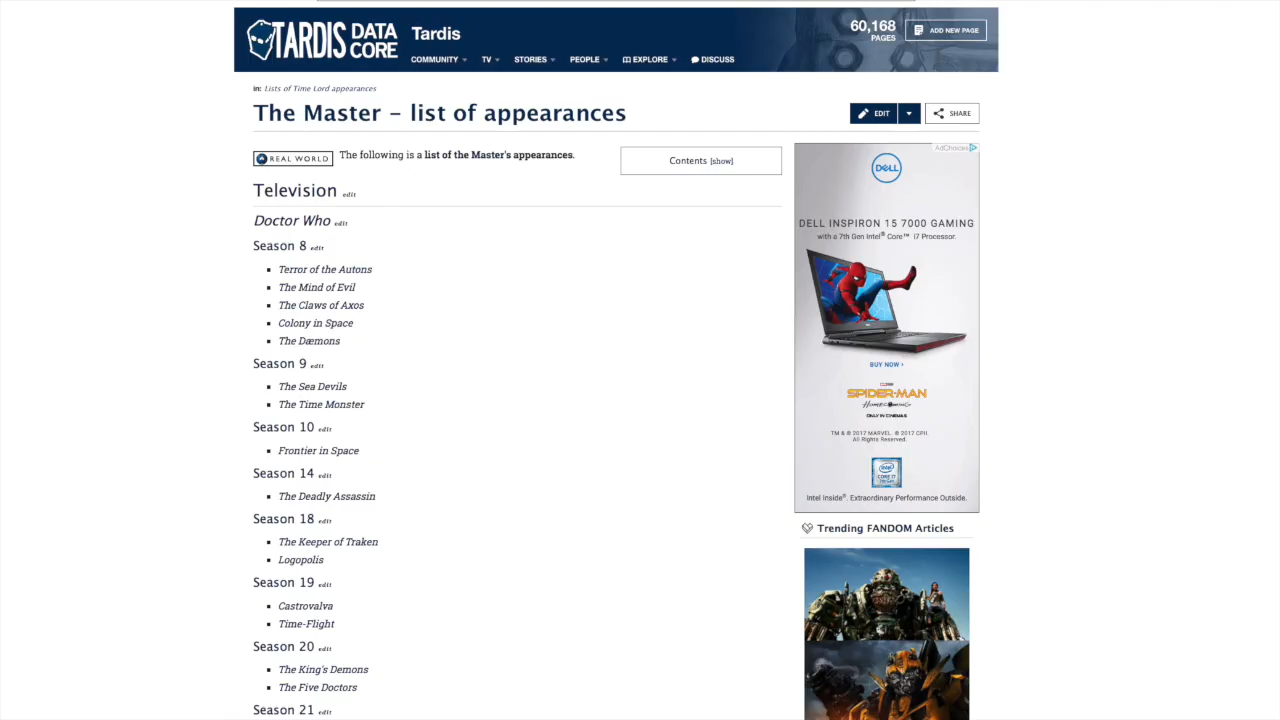 TARDIS DATA CORE
Tardis
60,168
PAGES
ADD NEW PAGE
COMMUNITY TV STORIES PEOPLE EXPLORE DISCUSS
in: Lists of Time Lord appearances
The Master – list of appearances
EDIT
SHARE
REAL WORLD
The following is a list of the Master's appearances.
Contents [show]
Television edit
Doctor Who edit
Season 8 edit
Terror of the Autons
The Mind of Evil
The Claws of Axos
Colony in Space
The Dæmons
Season 9 edit
The Sea Devils
The Time Monster
Season 10 edit
Frontier in Space
Season 14 edit
The Deadly Assassin
Season 18 edit
The Keeper of Traken
Logopolis
Season 19 edit
Castrovalva
Time-Flight
Season 20 edit
The King's Demons
The Five Doctors
Season 21 edit
AdChoices
DELL
DELL INSPIRON 15 7000 GAMING
with a 7th Gen Intel® Core™ i7 Processor.
BUY NOW ›
SPIDER-MAN
HOMECOMING
ONLY IN CINEMAS
TM & © 2017 MARVEL. © 2017 CPII.
All Rights Reserved.
intel
CORE i7
7th Gen
Intel Inside®. Extraordinary Performance Outside.
Trending FANDOM Articles